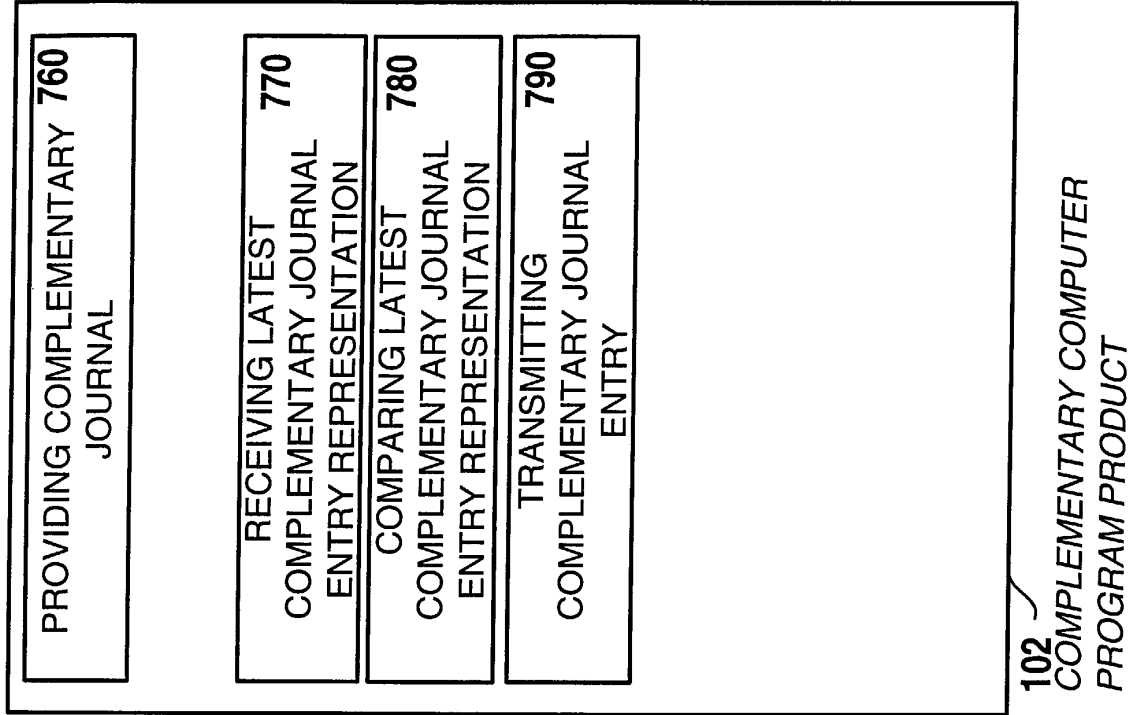 PROVIDING COMPLEMENTARY 760
JOURNAL
RECEIVING LATEST 770
COMPLEMENTARY JOURNAL
ENTRY REPRESENTATION
COMPARING LATEST 780
COMPLEMENTARY JOURNAL
ENTRY REPRESENTATION
TRANSMITTING 790
COMPLEMENTARY JOURNAL
ENTRY
102
COMPLEMENTARY COMPUTER
PROGRAM PRODUCT